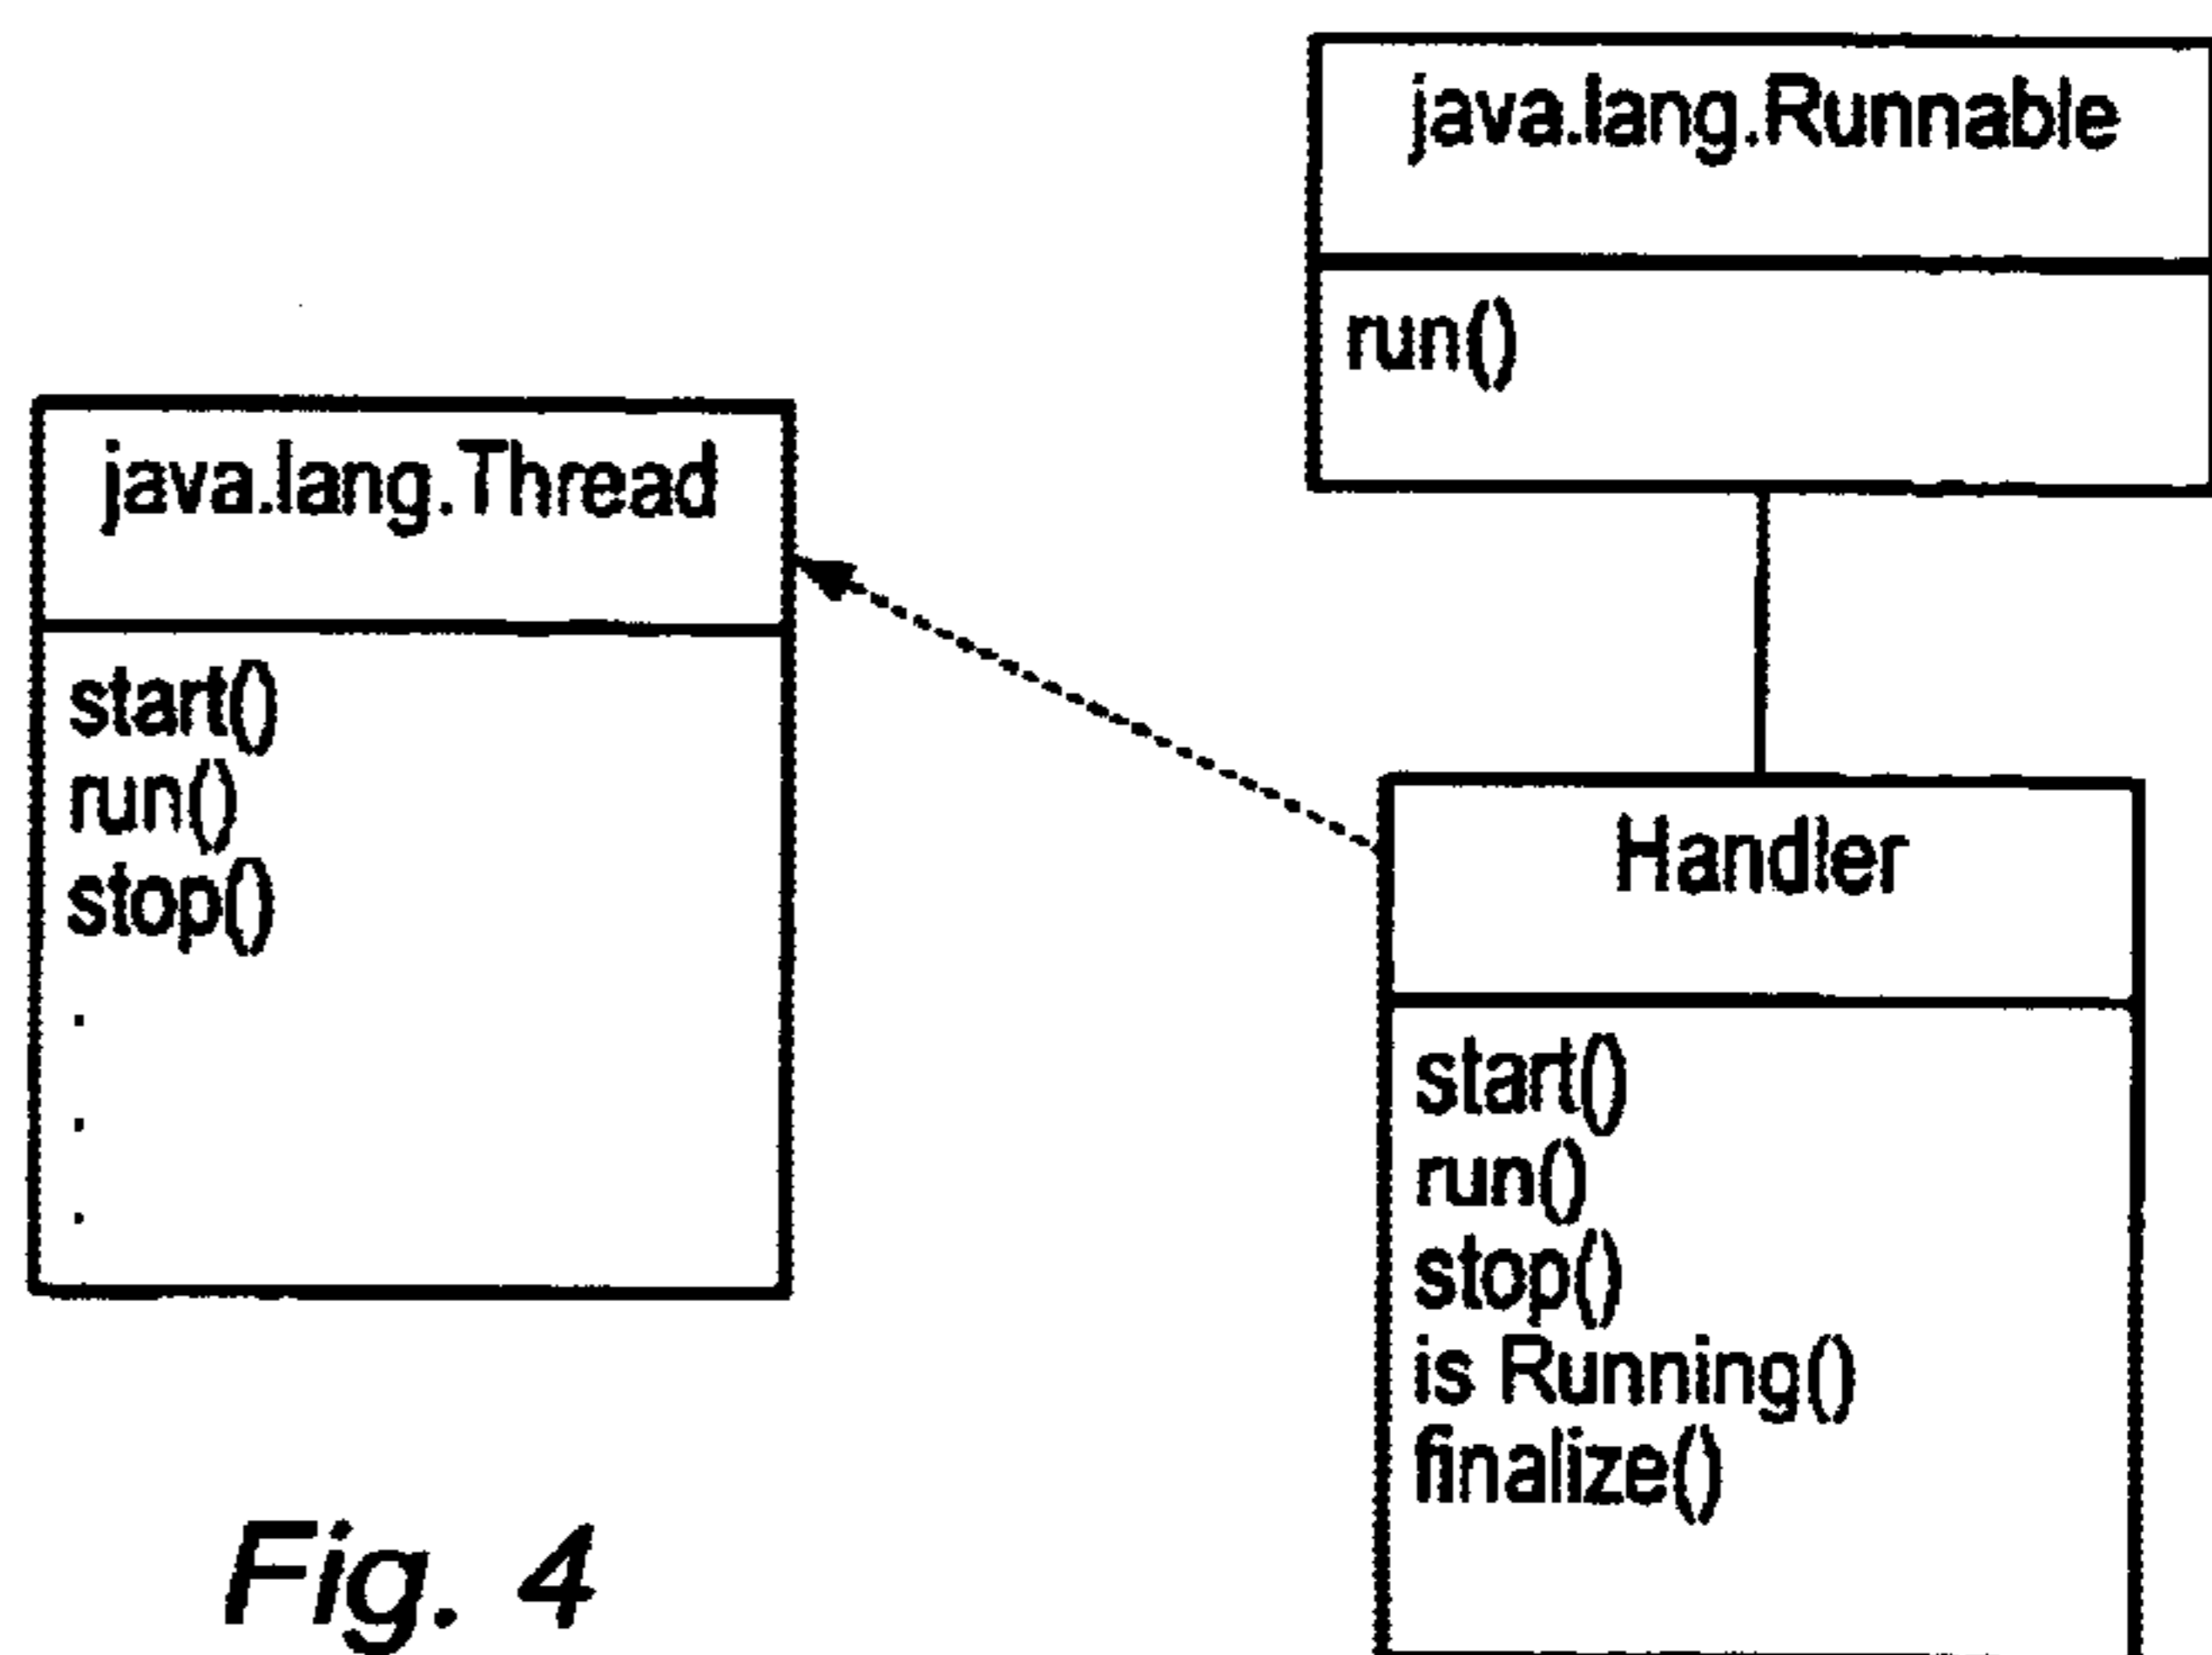 java.lang.Runnable
run()
java.lang.Thread
start()
run()
stop()
.
.
.
Handler
start()
run()
stop()
is Running()
finalize()
Fig. 4